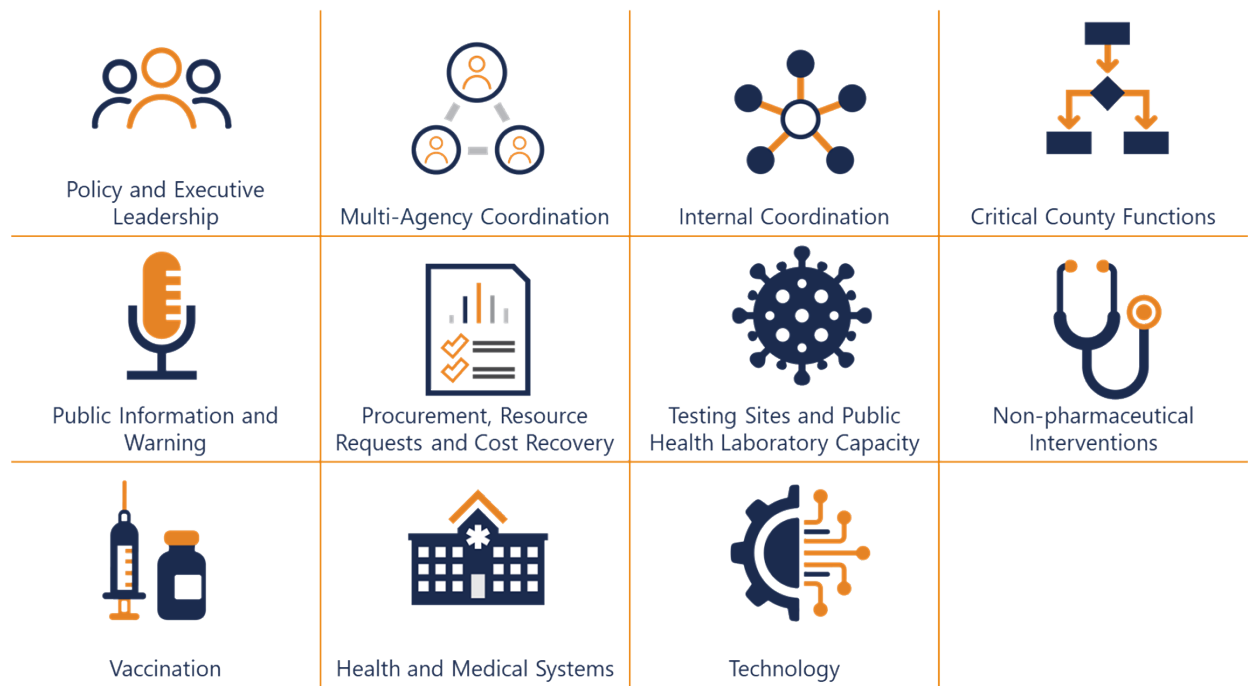 Policy and Executive
Leadership
Multi-Agency Coordination
Internal Coordination
Critical County Functions
Public Information and
Warning
Procurement, Resource
Requests and Cost Recovery
Testing Sites and Public
Health Laboratory Capacity
Non-pharmaceutical
Interventions
Vaccination
Health and Medical Systems
Technology